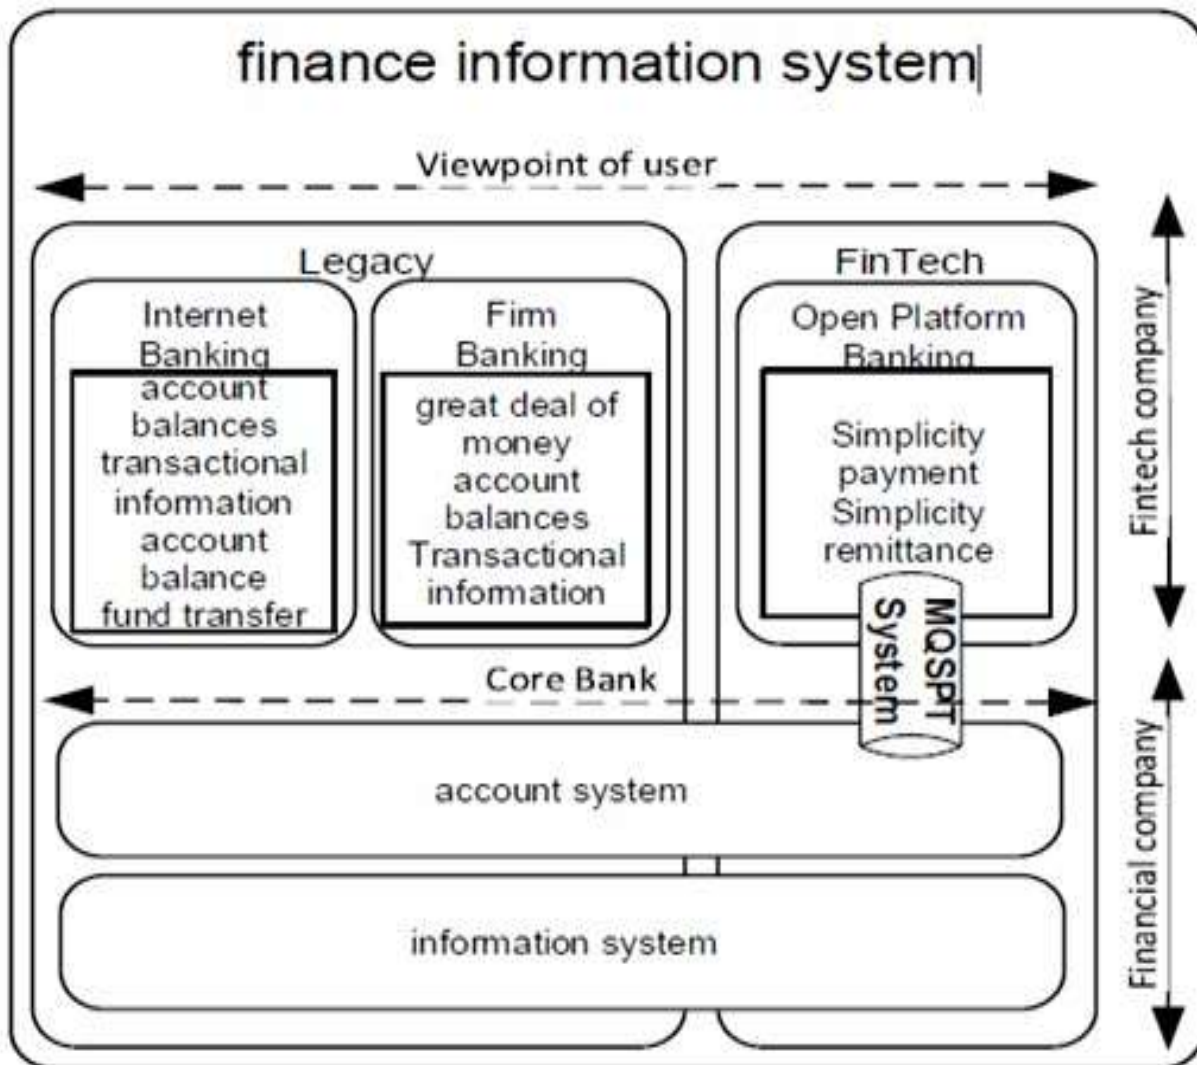 finance information system
Viewpoint of user
Legacy
FinTech
Internet
Banking
account
balances
transactional
information
account
balance
fund transfer
Firm
Banking
great deal of
money
account
balances
Transactional
information
Open Platform
Banking
Simplicity
payment
Simplicity
remittance
MQSPT
System
Fintech company
Core Bank
account system
information system
Financial company